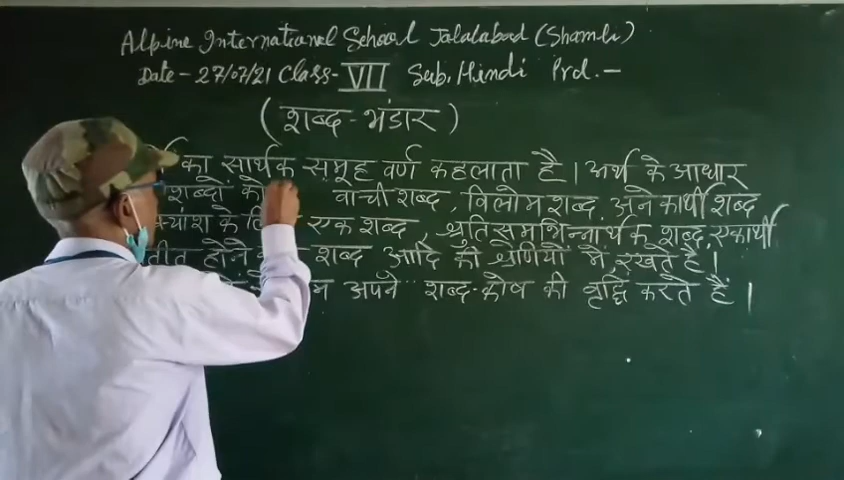 Alpine International School Jalalabad (Shamli)
Date - 27/07/21 Class - VII Sub. Hindi Prd. -
(शब्द - भंडार)
का सार्थक समूह वर्ण कहलाता है। अर्थ के आधार
शब्दों को वाची शब्द, विलोम शब्द, अनेकार्थी शब्द
के एक शब्द, श्रुतिसमभिन्नार्थक शब्द, एकार्थी
होने शब्द आदि की श्रेणियों में रखते है।
अपने शब्द-कोष की वृद्धि करते हैं।